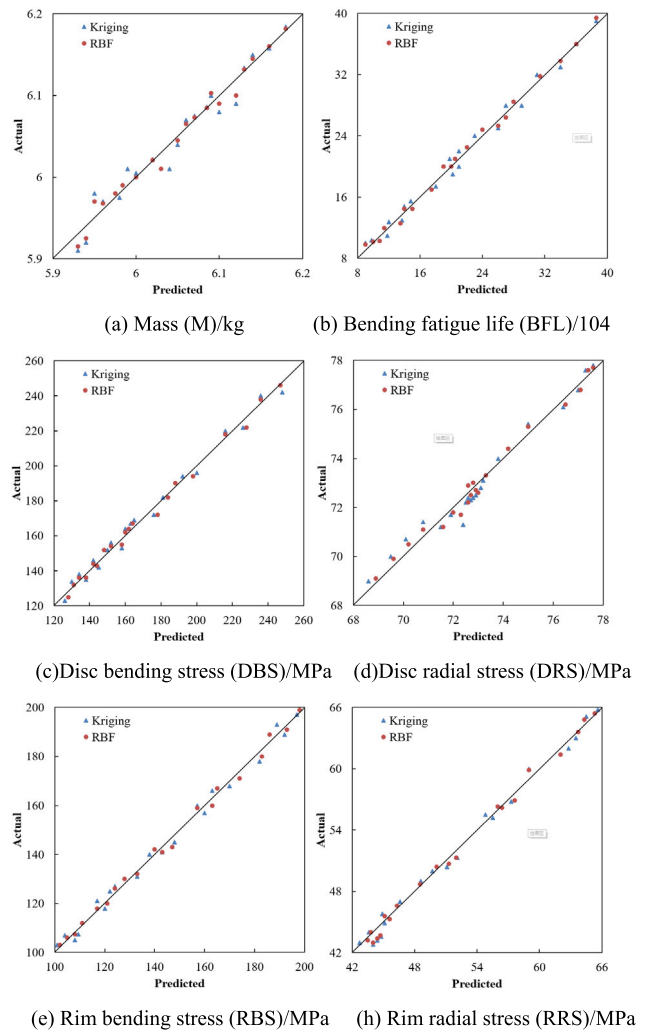 6.2
6.1
6
5.9
Actual
Kriging
RBF
5.9
6
6.1
6.2
Predicted
(a) Mass (M)/kg
40
32
24
16
8
Actual
Kriging
RBF
8
16
24
32
40
Predicted
(b) Bending fatigue life (BFL)/104
260
240
220
200
180
160
140
120
Actual
Kriging
RBF
120
140
160
180
200
220
240
260
Predicted
(c)Disc bending stress (DBS)/MPa
78
76
74
72
70
68
Actual
Kriging
RBF
68
70
72
74
76
78
Predicted
(d)Disc radial stress (DRS)/MPa
200
180
160
140
120
100
Actual
Kriging
RBF
100
120
140
160
180
200
Predicted
(e) Rim bending stress (RBS)/MPa
66
60
54
48
42
Actual
Kriging
RBF
42
48
54
60
66
Predicted
(h) Rim radial stress (RRS)/MPa